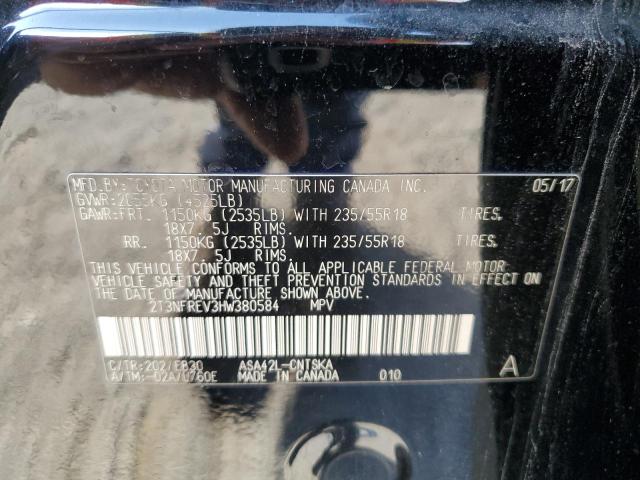 MFD.BY:TOYOTA MOTOR MANUFACTURING CANADA INC. 05/17
GVWR:2055KG (4525LB)
GAWR:FRT. 1150KG (2535LB) WITH 235/55R18 TIRES,
18X7. 5J RIMS.
RR. 1150KG (2535LB) WITH 235/55R18 TIRES,
18X7. 5J RIMS.
THIS VEHICLE CONFORMS TO ALL APPLICABLE FEDERAL MOTOR
VEHICLE SAFETY AND THEFT PREVENTION STANDARDS IN EFFECT ON
THE DATE OF MANUFACTURE SHOWN ABOVE.
2T3NFREV3HW380584 MPV
C/TR:202/EB30 ASA42L-CNTSKA A
A/TM:-02A/U760E MADE IN CANADA 010